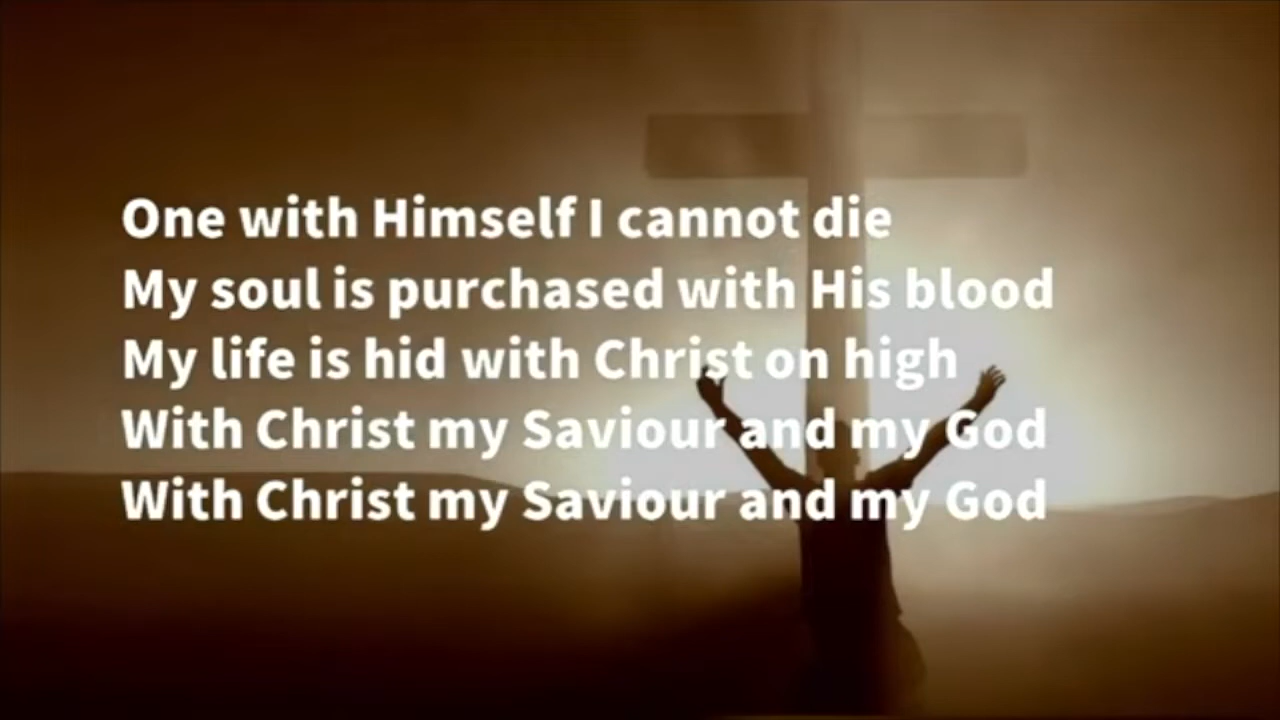 One with Himself I cannot die
My soul is purchased with His blood
My life is hid with Christ on high
With Christ my Saviour and my God
With Christ my Saviour and my God